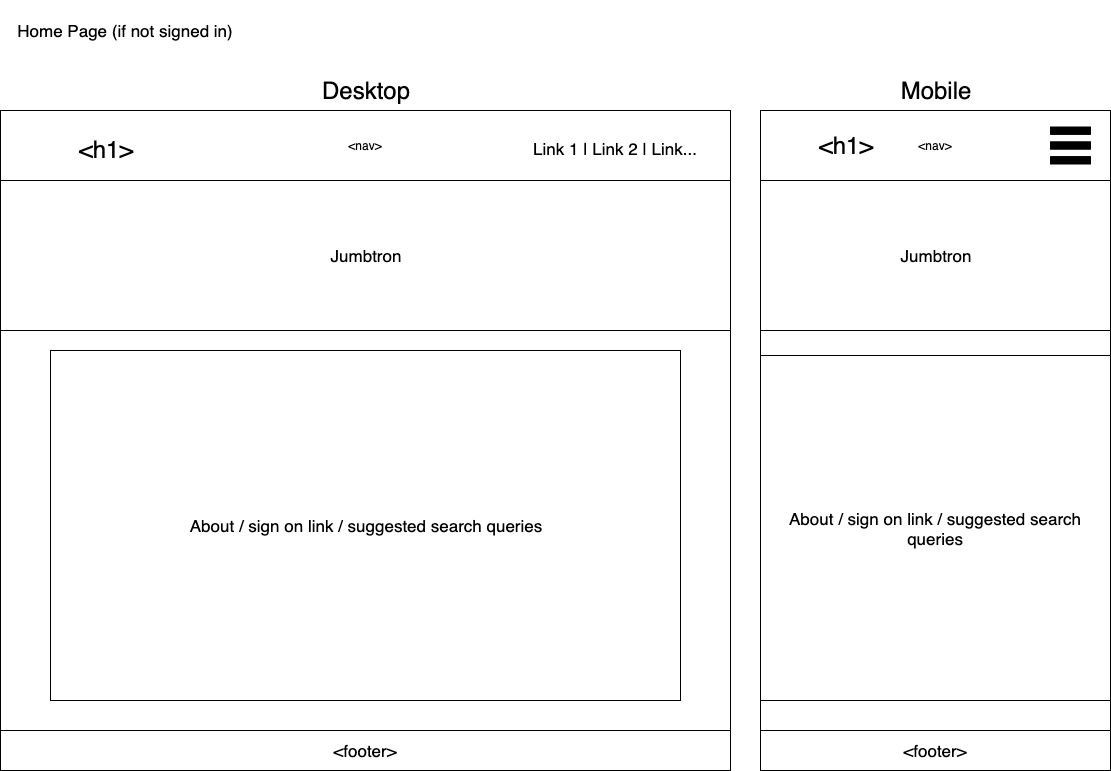 Home Page (if not signed in)
Desktop
<h1>
<nav>
Link 1 | Link 2 | Link...
Jumbtron
About / sign on link / suggested search queries
<footer>
Mobile
<h1>
<nav>
Jumbtron
About / sign on link / suggested search
queries
<footer>